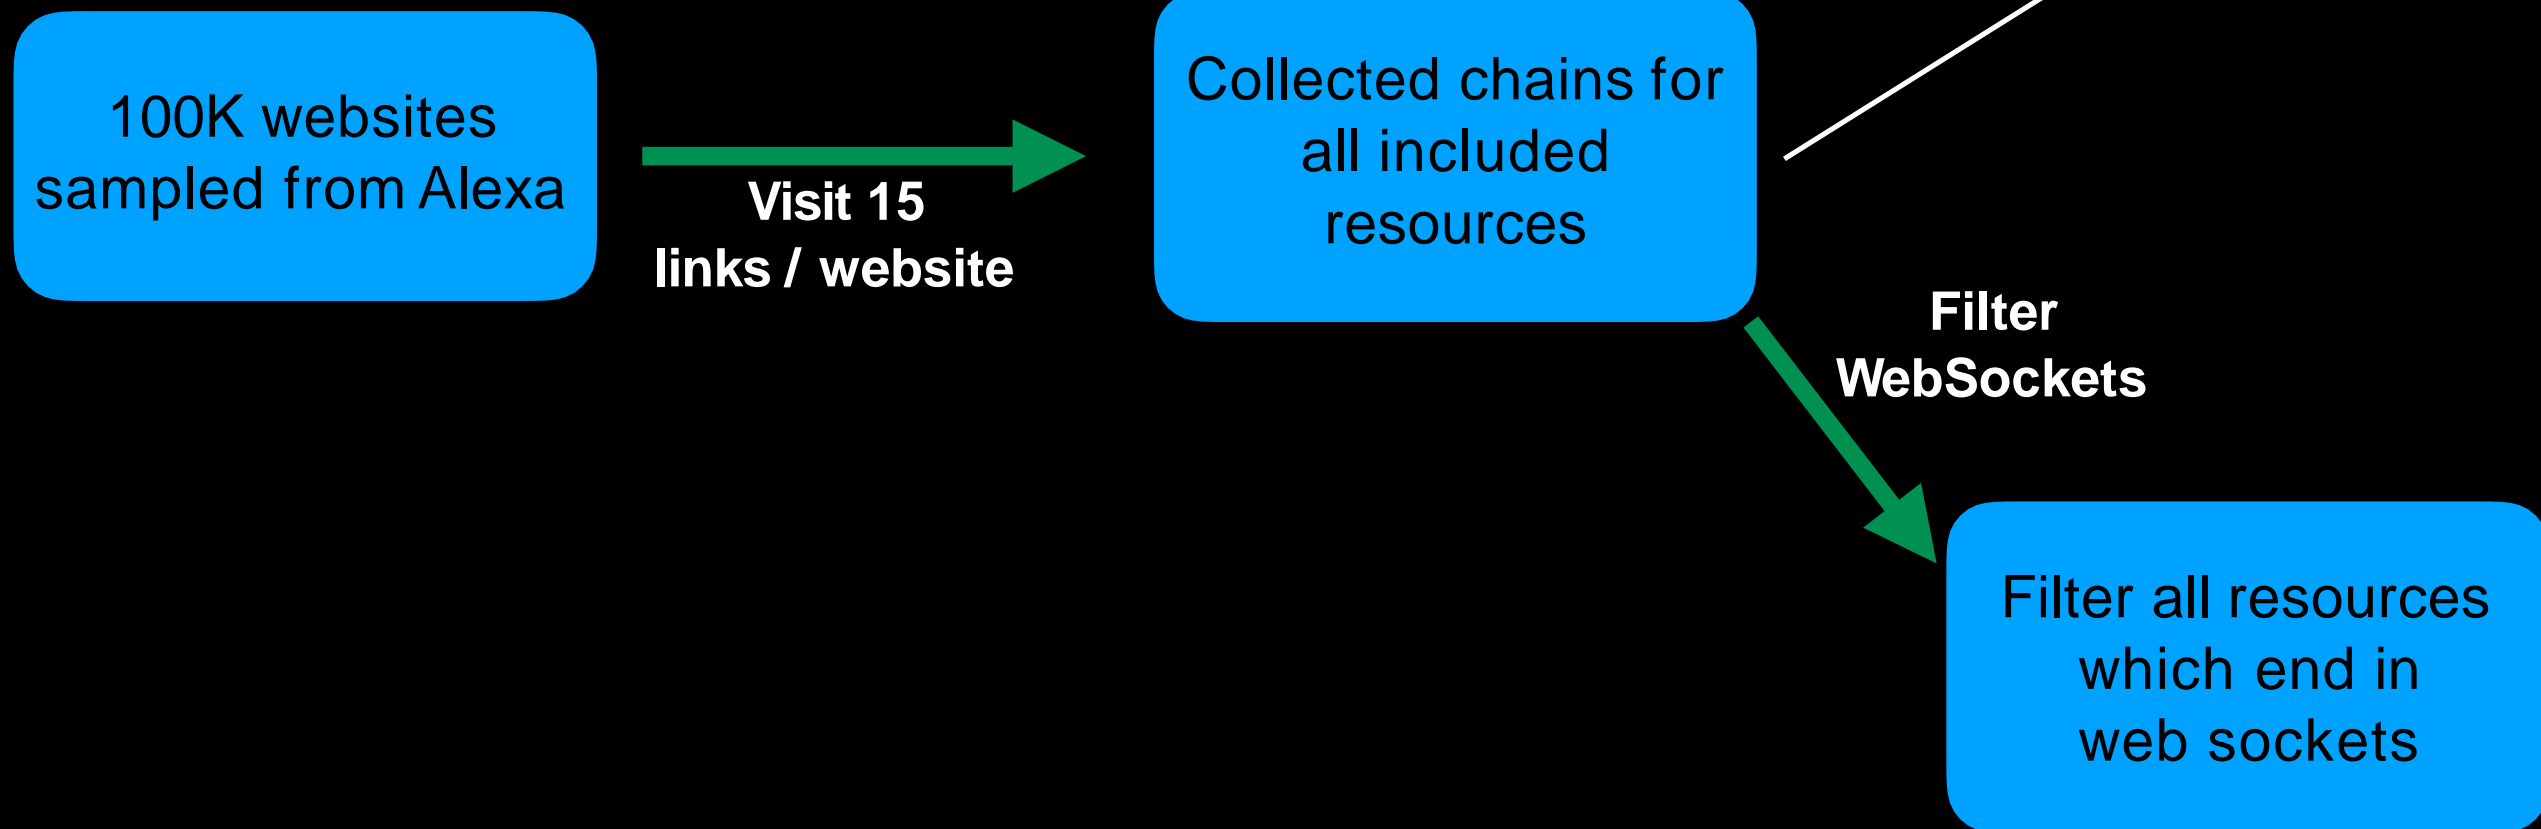 100K websites
sampled from Alexa
Visit 15
links / website
Collected chains for
all included
resources
Filter
WebSockets
Filter all resources
which end in
web sockets